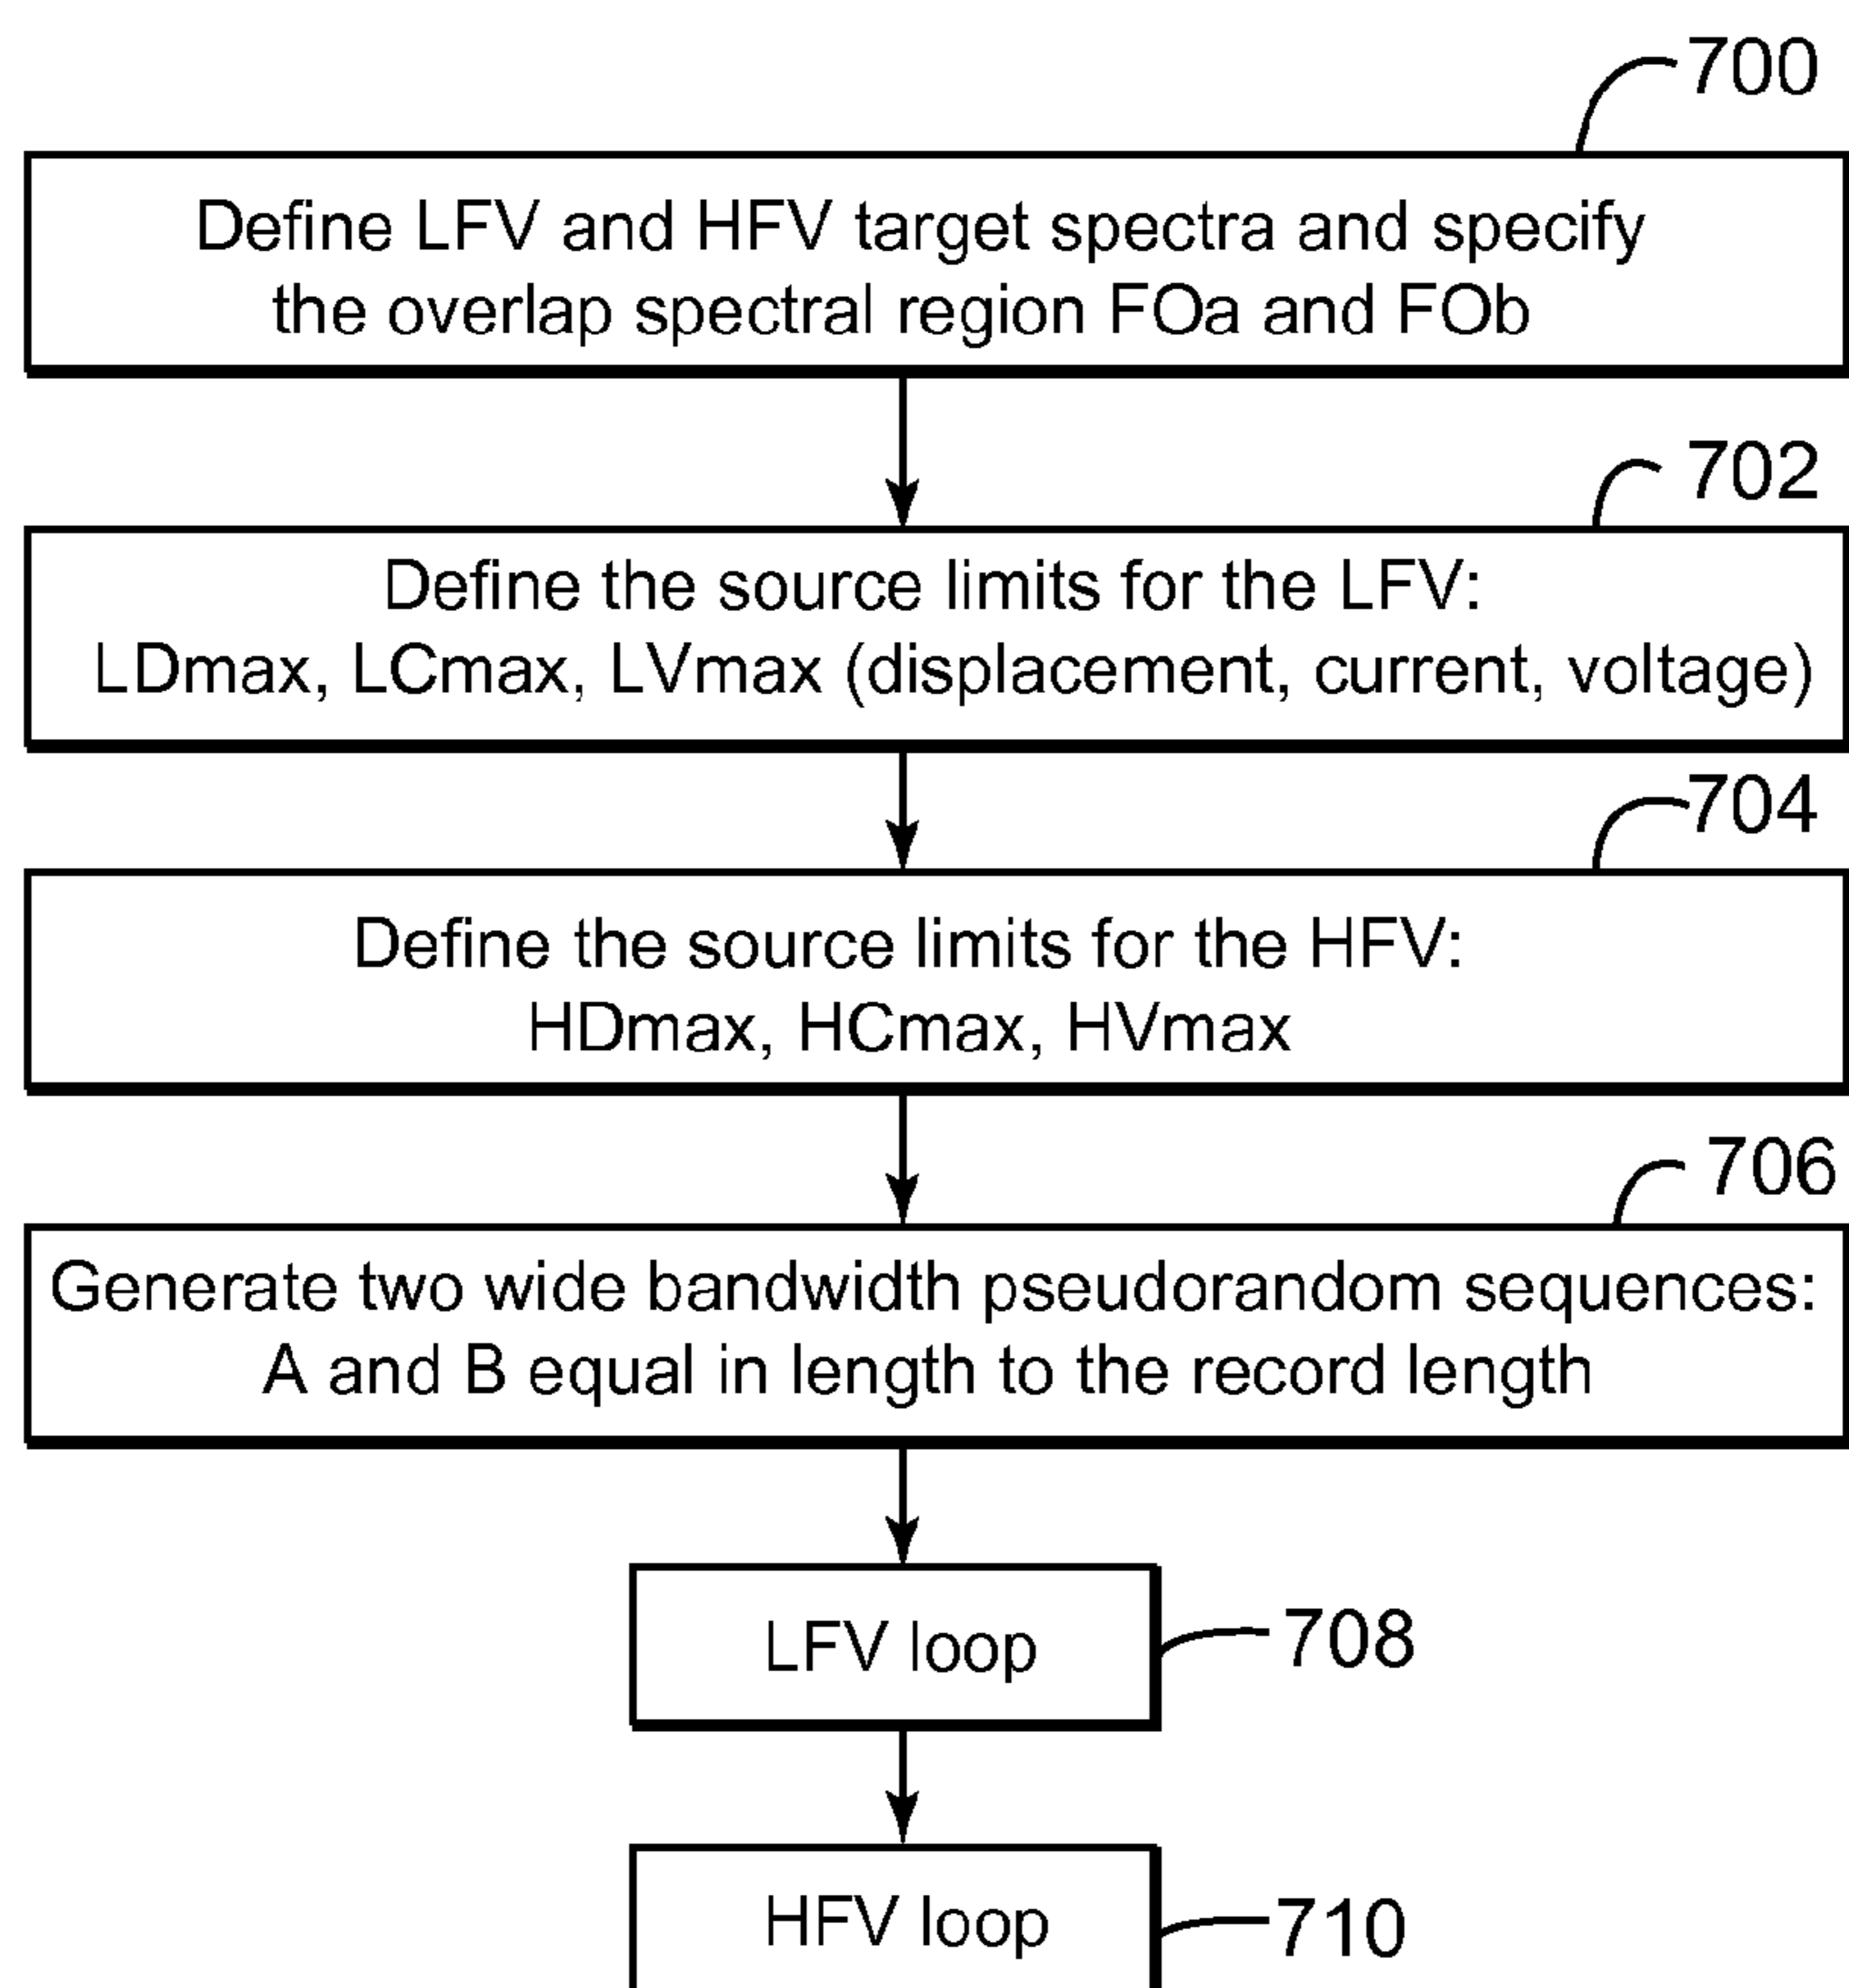 700
Define LFV and HFV target spectra and specify
the overlap spectral region FOa and FOb
702
Define the source limits for the LFV:
LDmax, LCmax, LVmax (displacement, current, voltage)
704
Define the source limits for the HFV:
HDmax, HCmax, HVmax
706
Generate two wide bandwidth pseudorandom sequences:
A and B equal in length to the record length
LFV loop
708
HFV loop
710